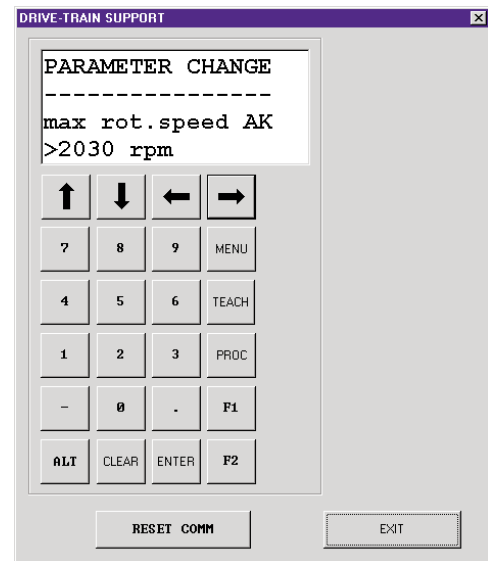 DRIVE-TRAIN SUPPORT
PARAMETER CHANGE
----------------
max rot.speed AK
>2030 rpm
7 8 9 MENU
4 5 6 TEACH
1 2 3 PROC
- 0 . F1
ALT CLEAR ENTER F2
RESET COMM EXIT